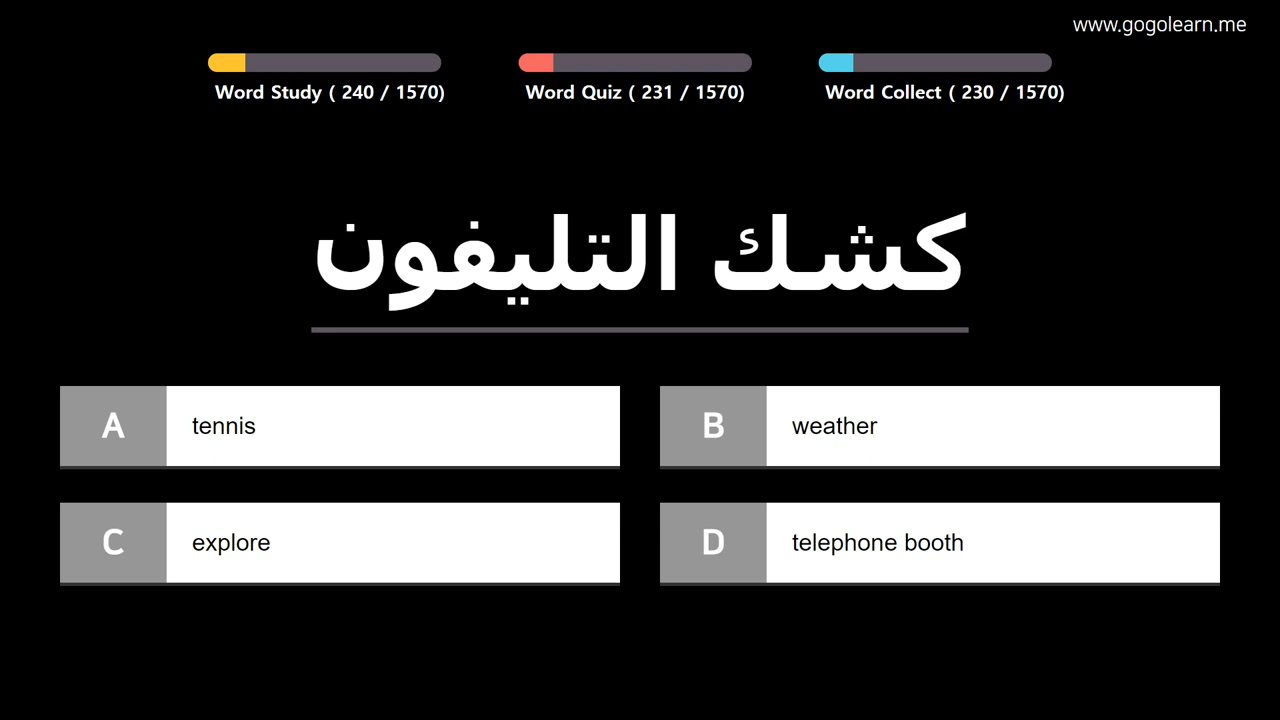 www.gogolearn.me
Word Study ( 240 / 1570)
Word Quiz ( 231 / 1570)
Word Collect ( 230 / 1570)
كشك التليفون
A tennis
B weather
C explore
D telephone booth